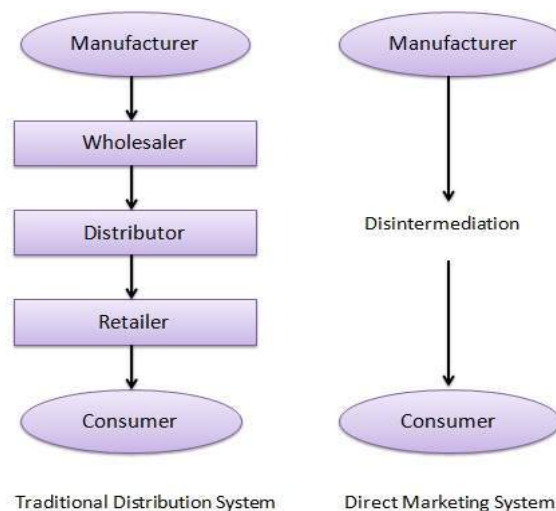 Manufacturer
Wholesaler
Distributor
Retailer
Consumer
Traditional Distribution System
Manufacturer
Disintermediation
Consumer
Direct Marketing System